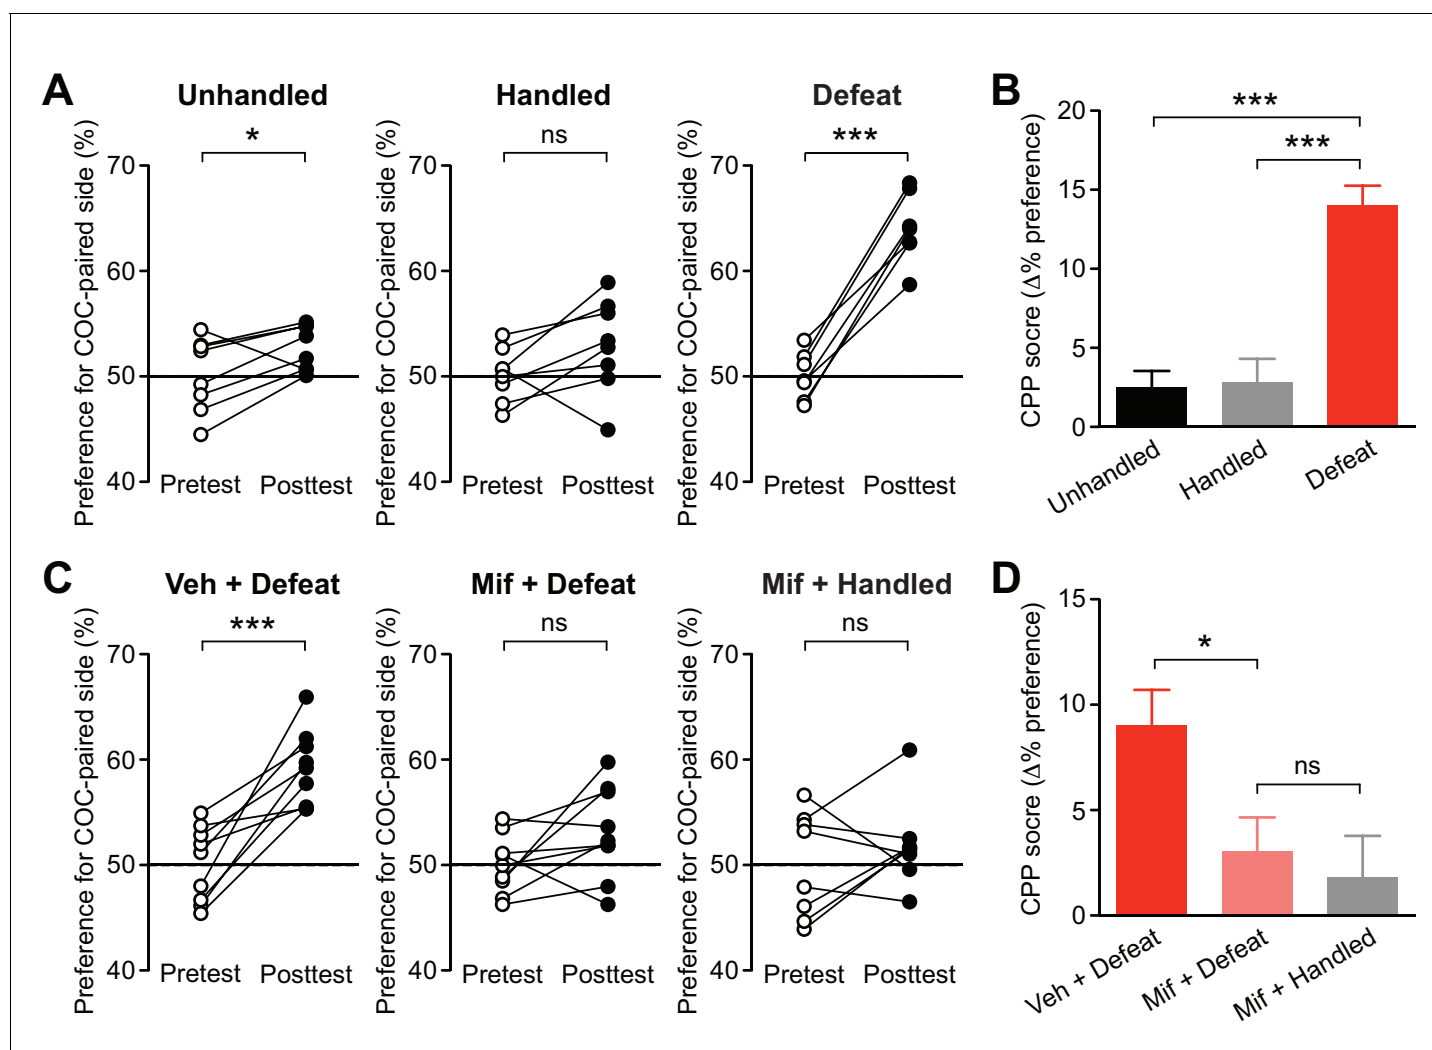 A
Unhandled
Handled
Defeat
*
ns
***
Preference for COC-paired side (%)
70
60
50
40
Pretest Posttest
Preference for COC-paired side (%)
70
60
50
40
Pretest Posttest
Preference for COC-paired side (%)
70
60
50
40
Pretest Posttest
B
***
***
CPP socre (Δ% preference)
20
15
10
5
0
Unhandled
Handled
Defeat
C
Veh + Defeat
Mif + Defeat
Mif + Handled
***
ns
ns
Preference for COC-paired side (%)
70
60
50
40
Pretest Posttest
Preference for COC-paired side (%)
70
60
50
40
Pretest Posttest
Preference for COC-paired side (%)
70
60
50
40
Pretest Posttest
D
*
ns
CPP socre (Δ% preference)
15
10
5
0
Veh + Defeat
Mif + Defeat
Mif + Handled